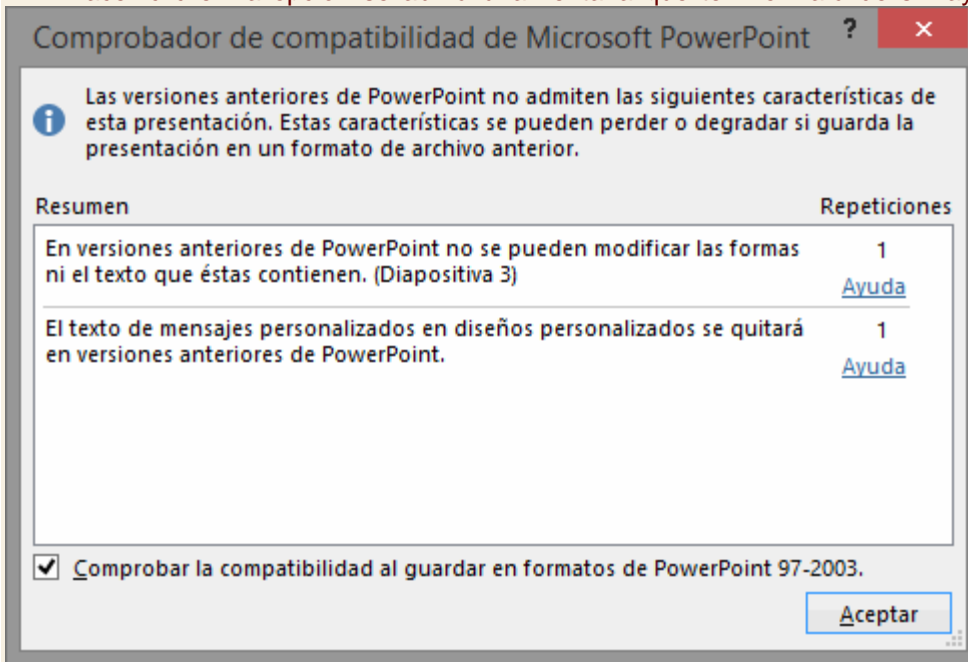 Comprobador de compatibilidad de Microsoft PowerPoint ?
Las versiones anteriores de PowerPoint no admiten las siguientes características de
esta presentación. Estas características se pueden perder o degradar si guarda la
presentación en un formato de archivo anterior.
Resumen Repeticiones
En versiones anteriores de PowerPoint no se pueden modificar las formas 1
ni el texto que éstas contienen. (Diapositiva 3) Ayuda
El texto de mensajes personalizados en diseños personalizados se quitará 1
en versiones anteriores de PowerPoint. Ayuda
Comprobar la compatibilidad al guardar en formatos de PowerPoint 97-2003.
Aceptar